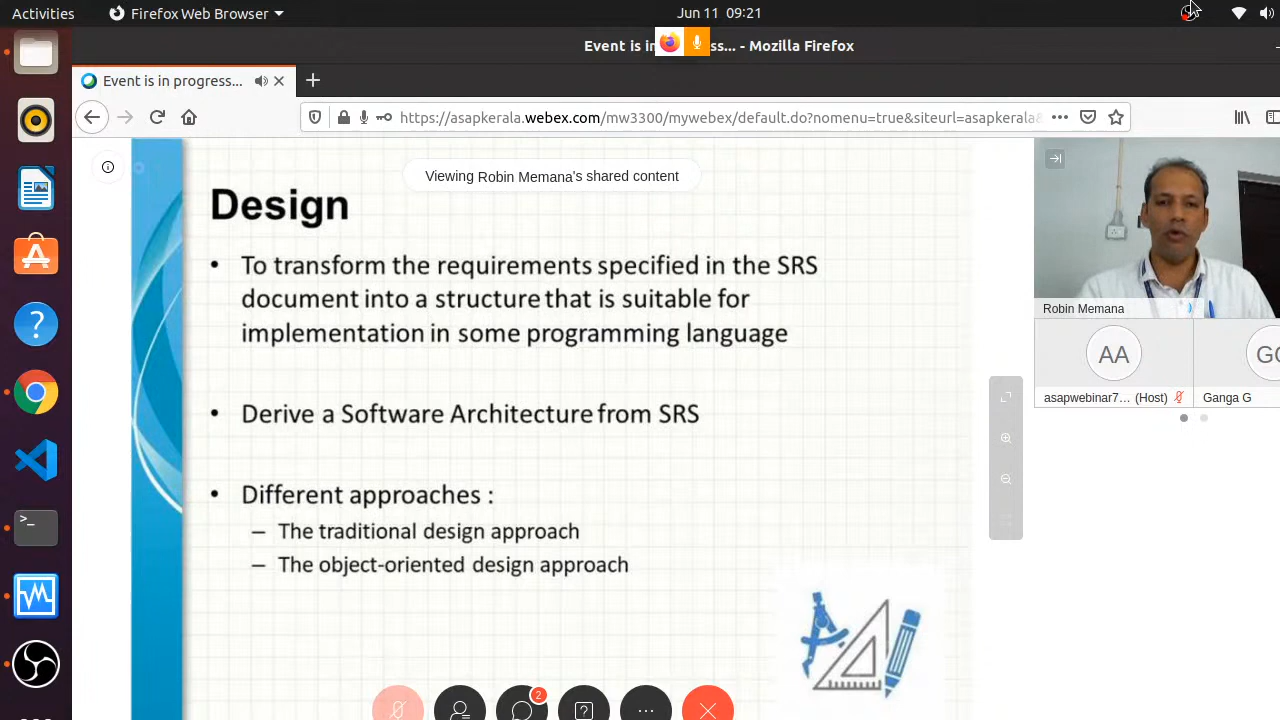 Activities
Firefox Web Browser
Jun 11 09:21
Event is in ss... - Mozilla Firefox
Event is in progress...
https://asapkerala.webex.com/mw3300/mywebex/default.do?nomenu=true&siteurl=asapkerala&
Viewing Robin Memana's shared content
Design
• To transform the requirements specified in the SRS
document into a structure that is suitable for
implementation in some programming language
• Derive a Software Architecture from SRS
• Different approaches :
– The traditional design approach
– The object-oriented design approach
Robin Memana
AA
GG
asapwebinar7... (Host)
Ganga G
2